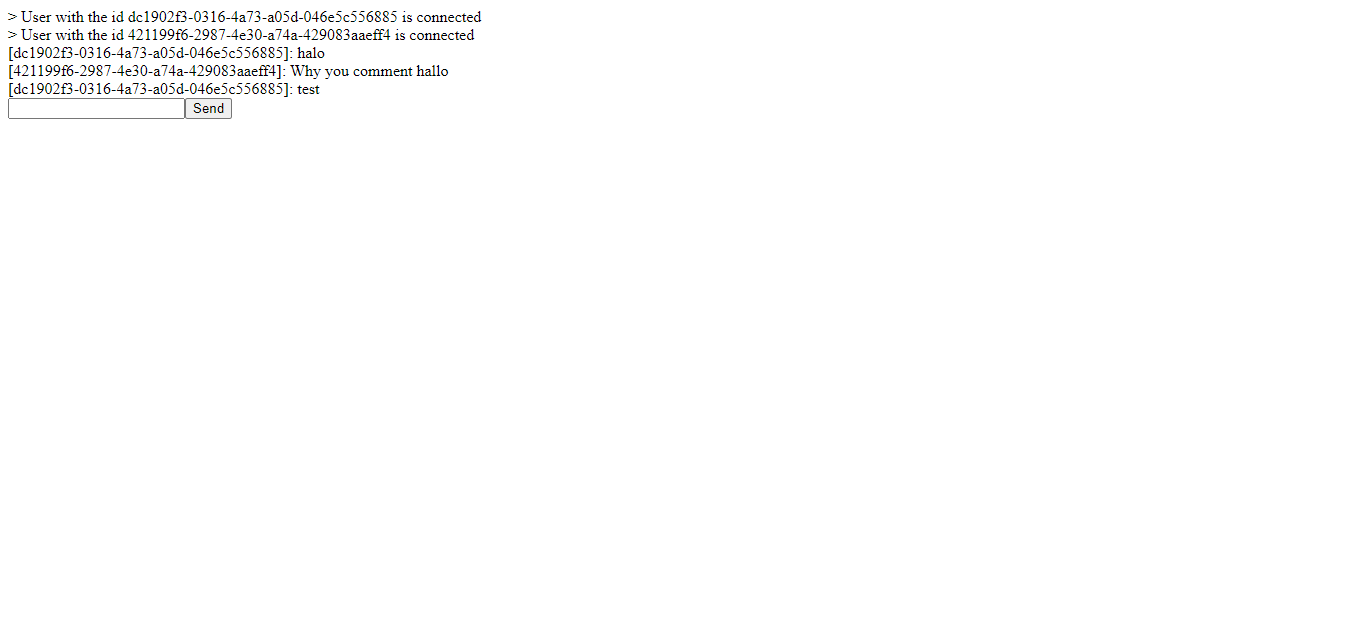 > User with the id dc1902f3-0316-4a73-a05d-046e5c556885 is connected
> User with the id 421199f6-2987-4e30-a74a-429083aaeff4 is connected
[dc1902f3-0316-4a73-a05d-046e5c556885]: halo
[421199f6-2987-4e30-a74a-429083aaeff4]: Why you comment hallo
[dc1902f3-0316-4a73-a05d-046e5c556885]: test
Send